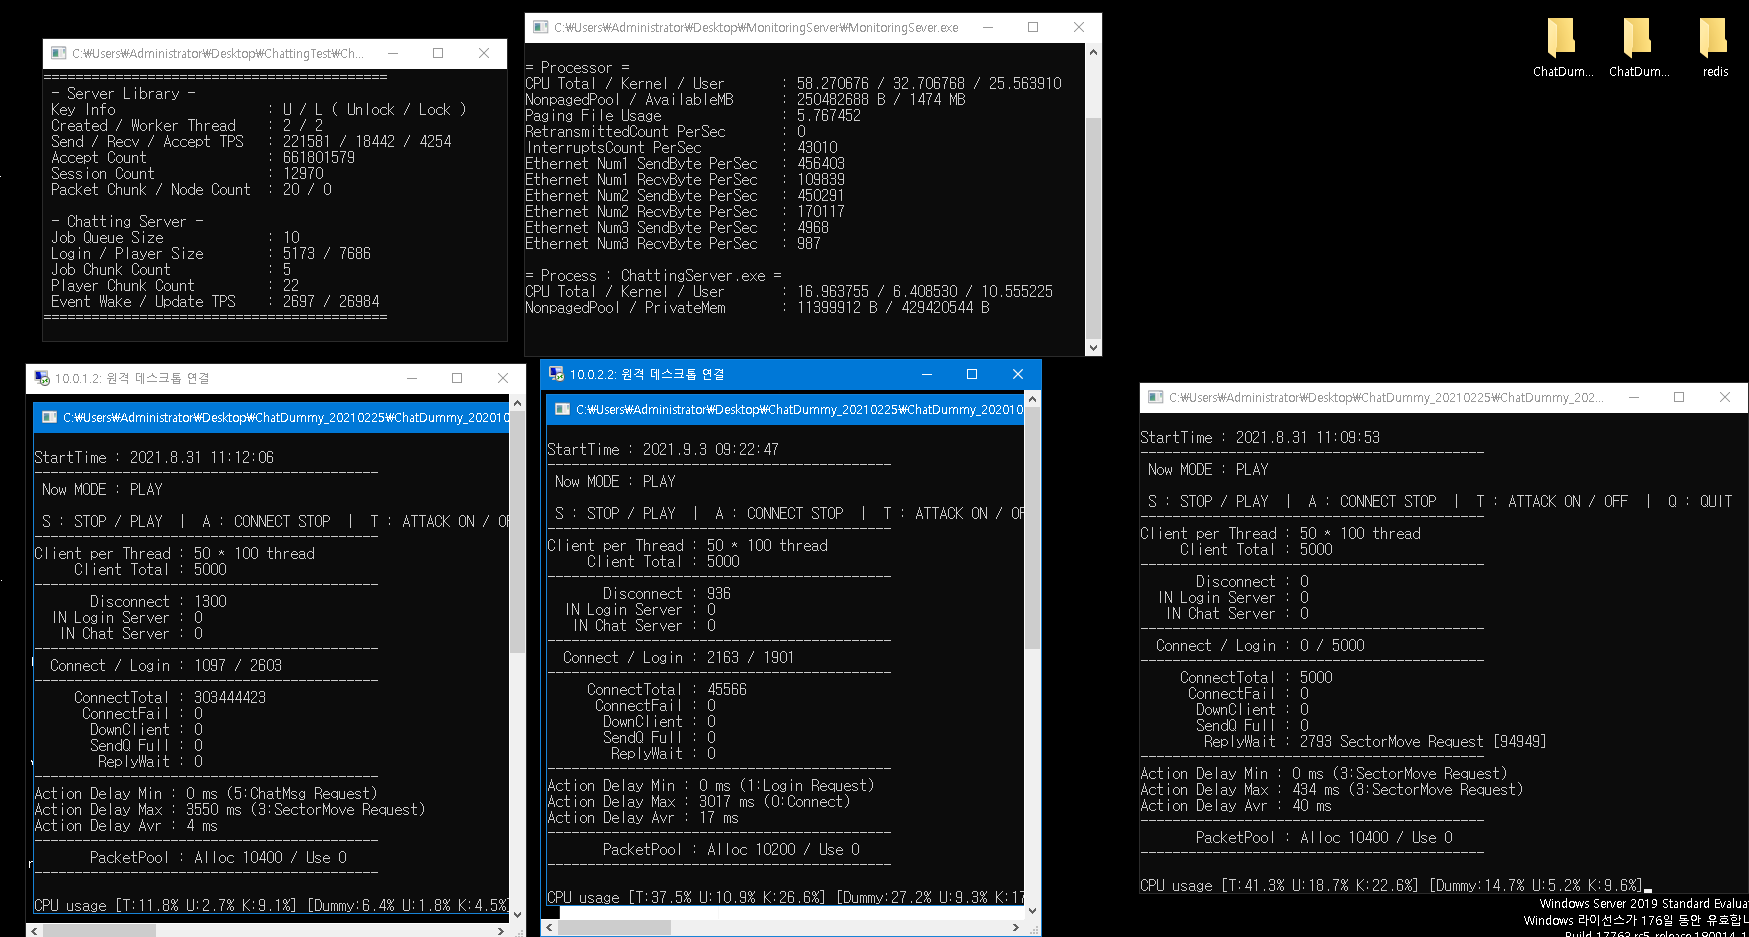 C:₩Users₩Administrator₩Desktop₩ChattingTest₩Ch...
===========================================
- Server Library -
Key Info : U / L ( Unlock / Lock )
Created / Worker Thread : 2 / 2
Send / Recv / Accept TPS : 221581 / 18442 / 4254
Accept Count : 661801579
Session Count : 12970
Packet Chunk / Node Count : 20 / 0
- Chatting Server -
Job Queue Size : 10
Login / Player Size : 5173 / 7686
Job Chunk Count : 5
Player Chunk Count : 22
Event Wake / Update TPS : 2697 / 26984
===========================================
C:₩Users₩Administrator₩Desktop₩MonitoringServer₩MonitoringSever.exe
= Processor =
CPU Total / Kernel / User : 58.270676 / 32.706768 / 25.563910
NonpagedPool / AvailableMB : 250482688 B / 1474 MB
Paging File Usage : 5.767452
RetransmittedCount PerSec : 0
InterruptsCount PerSec : 43010
Ethernet Num1 SendByte PerSec : 456403
Ethernet Num1 RecvByte PerSec : 109839
Ethernet Num2 SendByte PerSec : 450291
Ethernet Num2 RecvByte PerSec : 170117
Ethernet Num3 SendByte PerSec : 4968
Ethernet Num3 RecvByte PerSec : 987
= Process : ChattingServer.exe =
CPU Total / Kernel / User : 16.963755 / 6.408530 / 10.555225
NonpagedPool / PrivateMem : 11399912 B / 429420544 B
ChatDum... ChatDum... redis
10.0.1.2: 원격 데스크톱 연결
C:₩Users₩Administrator₩Desktop₩ChatDummy_20210225₩ChatDummy_202010
StartTime : 2021.8.31 11:12:06
-------------------------------------------
Now MODE : PLAY
S : STOP / PLAY | A : CONNECT STOP | T : ATTACK ON / OF
-------------------------------------------
Client per Thread : 50 * 100 thread
Client Total : 5000
-------------------------------------------
Disconnect : 1300
IN Login Server : 0
IN Chat Server : 0
-------------------------------------------
Connect / Login : 1097 / 2603
-------------------------------------------
ConnectTotal : 303444423
ConnectFail : 0
DownClient : 0
SendQ Full : 0
ReplyWait : 0
-------------------------------------------
Action Delay Min : 0 ms (5:ChatMsg Request)
Action Delay Max : 3550 ms (3:SectorMove Request)
Action Delay Avr : 4 ms
-------------------------------------------
PacketPool : Alloc 10400 / Use 0
-------------------------------------------
CPU usage [T:11.8% U:2.7% K:9.1%] [Dummy:6.4% U:1.8% K:4.5%]
10.0.2.2: 원격 데스크톱 연결
C:₩Users₩Administrator₩Desktop₩ChatDummy_20210225₩ChatDummy_202010
StartTime : 2021.9.3 09:22:47
-------------------------------------------
Now MODE : PLAY
S : STOP / PLAY | A : CONNECT STOP | T : ATTACK ON / OF
-------------------------------------------
Client per Thread : 50 * 100 thread
Client Total : 5000
-------------------------------------------
Disconnect : 936
IN Login Server : 0
IN Chat Server : 0
-------------------------------------------
Connect / Login : 2163 / 1901
-------------------------------------------
ConnectTotal : 45566
ConnectFail : 0
DownClient : 0
SendQ Full : 0
ReplyWait : 0
-------------------------------------------
Action Delay Min : 0 ms (1:Login Request)
Action Delay Max : 3017 ms (0:Connect)
Action Delay Avr : 17 ms
-------------------------------------------
PacketPool : Alloc 10200 / Use 0
-------------------------------------------
CPU usage [T:37.5% U:10.9% K:26.6%] [Dummy:27.2% U:9.3% K:17
C:₩Users₩Administrator₩Desktop₩ChatDummy_20210225₩ChatDummy_202...
StartTime : 2021.8.31 11:09:53
-------------------------------------------
Now MODE : PLAY
S : STOP / PLAY | A : CONNECT STOP | T : ATTACK ON / OFF | Q : QUIT
-------------------------------------------
Client per Thread : 50 * 100 thread
Client Total : 5000
-------------------------------------------
Disconnect : 0
IN Login Server : 0
IN Chat Server : 0
-------------------------------------------
Connect / Login : 0 / 5000
-------------------------------------------
ConnectTotal : 5000
ConnectFail : 0
DownClient : 0
SendQ Full : 0
ReplyWait : 2793 SectorMove Request [94949]
-------------------------------------------
Action Delay Min : 0 ms (3:SectorMove Request)
Action Delay Max : 434 ms (3:SectorMove Request)
Action Delay Avr : 40 ms
-------------------------------------------
PacketPool : Alloc 10400 / Use 0
-------------------------------------------
CPU usage [T:41.3% U:18.7% K:22.6%] [Dummy:14.7% U:5.2% K:9.6%]
Windows Server 2019 Standard Evaluat
Windows 라이선스가 176일 동안 유효합니
Build 17763.rs5_release.180914-1